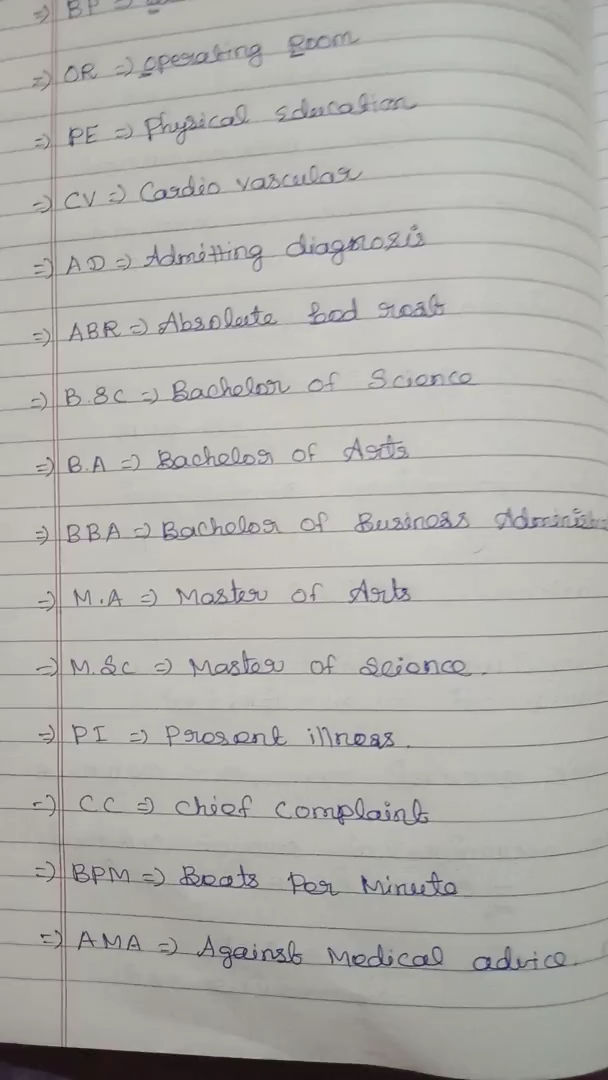 => BP =>
=> OR => Operating Room
=> PE => Physical Education
=> CV => Cardio vascular
=> AD => Admitting diagnosis
=> ABR => Absolute bed rest
=> B.SC => Bachelor of Science
=> B.A => Bachelor of Arts
=> BBA => Bachelor of Business Administ
=> M.A => Master of Arts
=> M.SC => Master of Science.
=> PI => Present illness.
=> CC => chief complaint
=> BPM => Beats Per Minute
=> AMA => Against Medical advice.